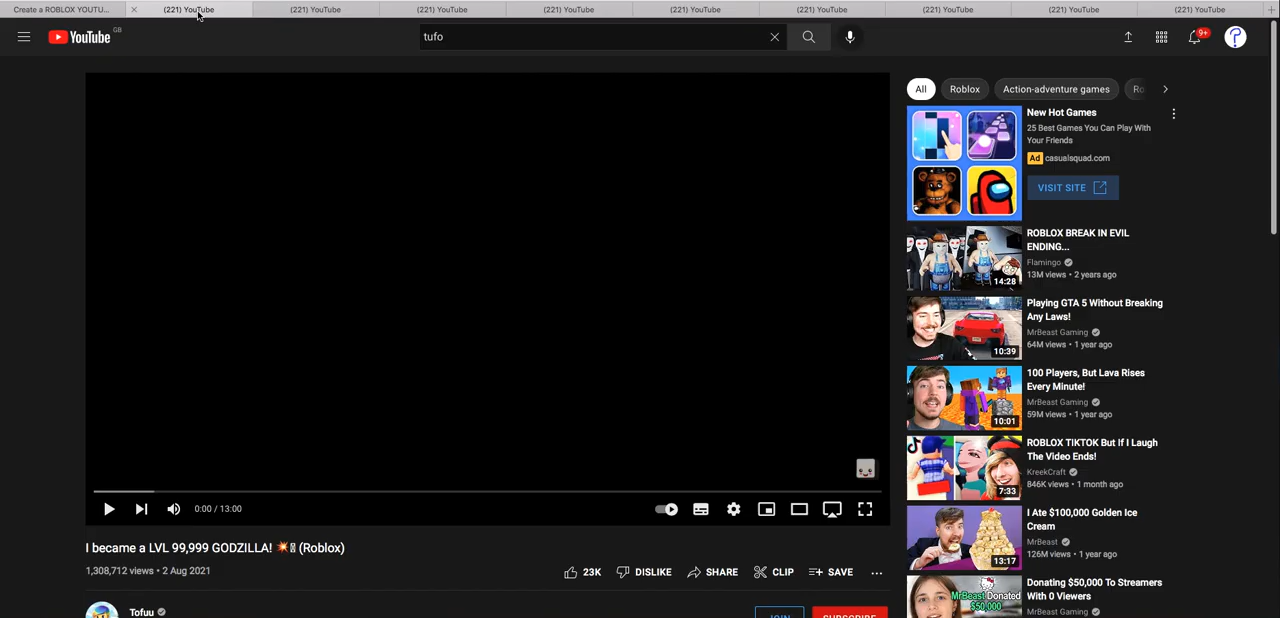 Create a ROBLOX YOUTU...
(221) YouTube
(221) YouTube
(221) YouTube
(221) YouTube
(221) YouTube
(221) YouTube
(221) YouTube
(221) YouTube
(221) YouTube
YouTube GB
tufo
9+
All
Roblox
Action-adventure games
Ro
New Hot Games
25 Best Games You Can Play With
Your Friends
Ad casualsquad.com
VISIT SITE
ROBLOX BREAK IN EVIL
ENDING...
Flamingo
13M views • 2 years ago
14:28
Playing GTA 5 Without Breaking
Any Laws!
MrBeast Gaming
64M views • 1 year ago
10:39
100 Players, But Lava Rises
Every Minute!
MrBeast Gaming
59M views • 1 year ago
10:01
ROBLOX TIKTOK But If I Laugh
The Video Ends!
KreekCraft
846K views • 1 month ago
7:33
I Ate $100,000 Golden Ice
Cream
MrBeast
126M views • 1 year ago
13:17
Donating $50,000 To Streamers
With 0 Viewers
MrBeast Gaming
MrBeast Donated
$50,000
0:00 / 13:00
I became a LVL 99,999 GODZILLA! 💥 (Roblox)
1,308,712 views • 2 Aug 2021
23K
DISLIKE
SHARE
CLIP
SAVE
Tofuu
JOIN
SUBSCRIBE